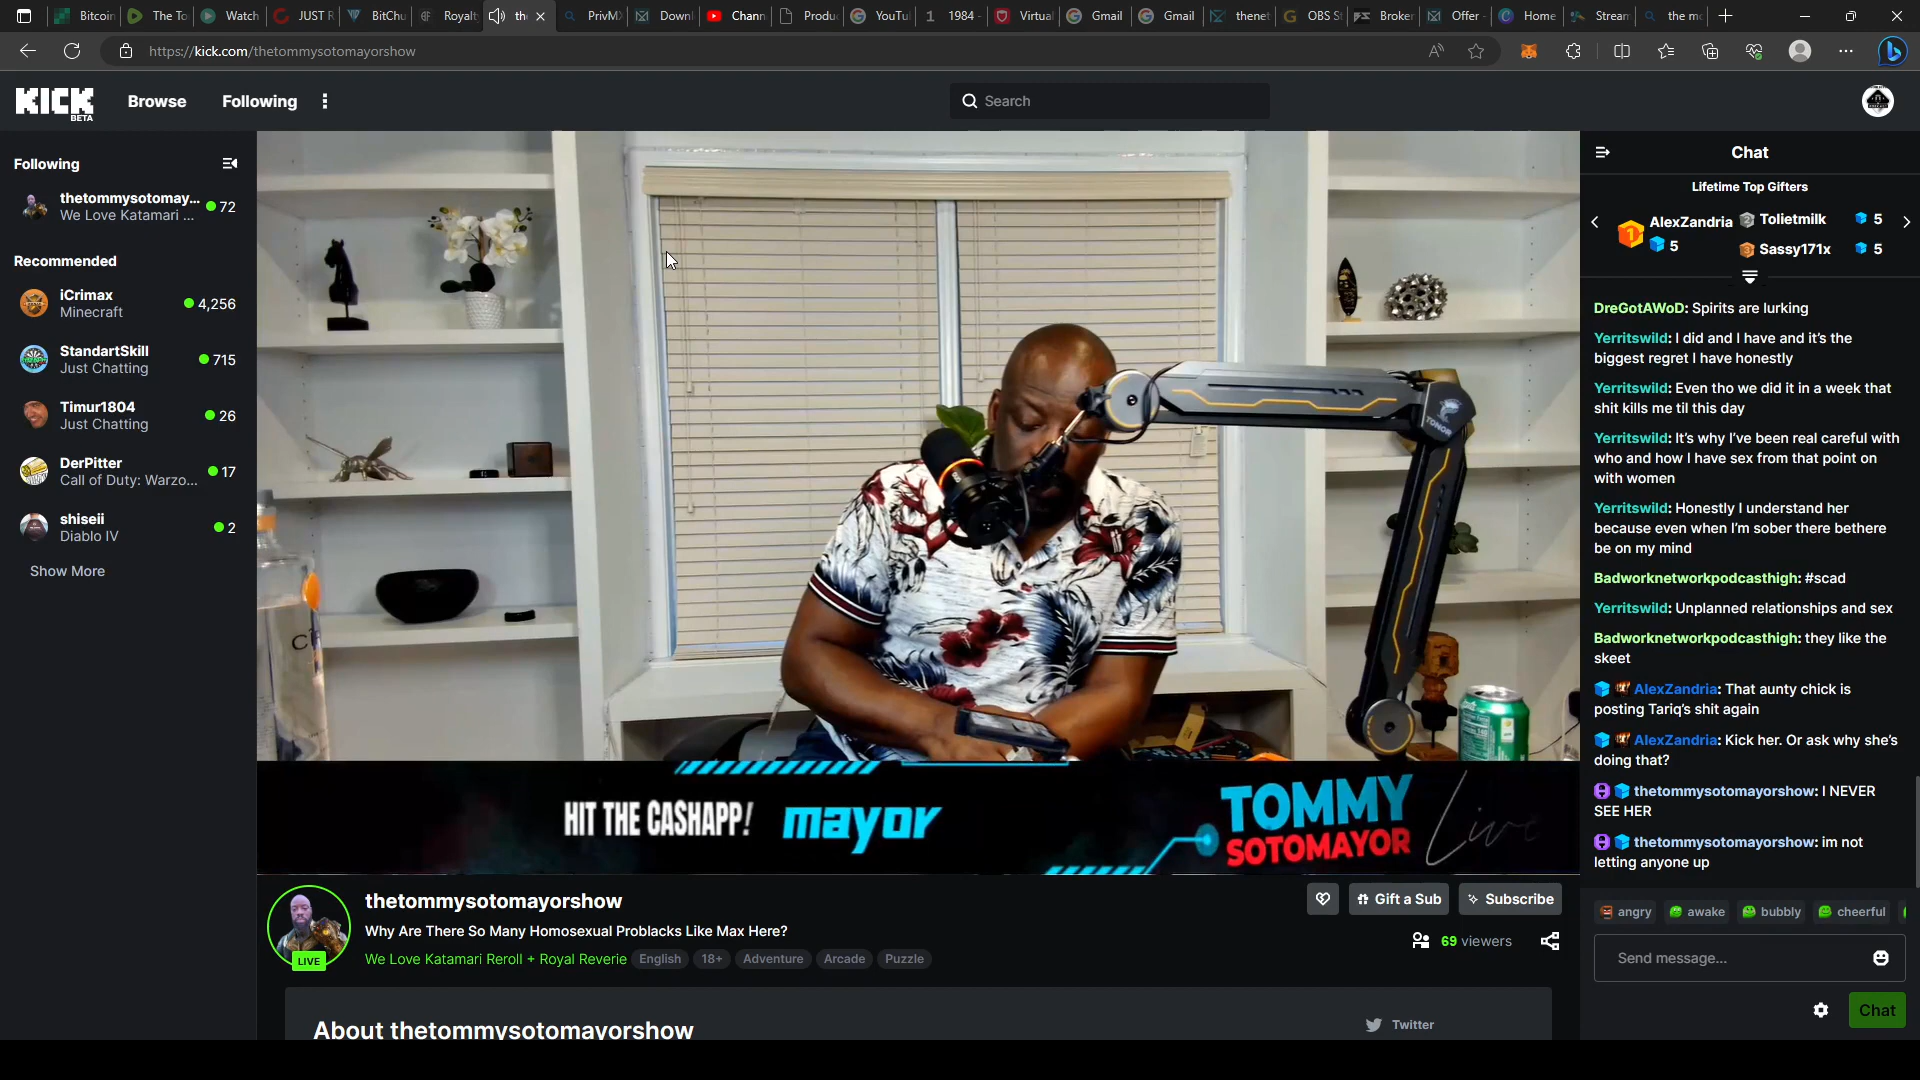 Bitcoin
The To
Watch
JUST R
BitChu
Royalt
th
PrivMX
Downl
Chann
Produc
YouTul
1984 -
Virtual
Gmail
Gmail
thenet
OBS St
Broker
Offer -
Home
Stream
the mo
https://kick.com/thetommysotomayorshow
KICK
BETA
Browse
Following
Search
Following
thetommysotomay...
We Love Katamari ...
72
Recommended
iCrimax
Minecraft
4,256
StandartSkill
Just Chatting
715
Timur1804
Just Chatting
26
DerPitter
Call of Duty: Warzo...
17
shiseii
Diablo IV
2
Show More
TONOR
HIT THE CASHAPP!
mayor
TOMMY
SOTOMAYOR
Live
thetommysotomayorshow
Why Are There So Many Homosexual Problacks Like Max Here?
We Love Katamari Reroll + Royal Reverie
English
18+
Adventure
Arcade
Puzzle
LIVE
Gift a Sub
Subscribe
69 viewers
About thetommysotomayorshow
Twitter
Chat
Lifetime Top Gifters
1
AlexZandria
5
2
Tolietmilk
5
3
Sassy171x
5
DreGotAWoD: Spirits are lurking
Yerritswild: I did and I have and it's the
biggest regret I have honestly
Yerritswild: Even tho we did it in a week that
shit kills me til this day
Yerritswild: It's why I've been real careful with
who and how I have sex from that point on
with women
Yerritswild: Honestly I understand her
because even when I'm sober there bethere
be on my mind
Badworknetworkpodcasthigh: #scad
Yerritswild: Unplanned relationships and sex
Badworknetworkpodcasthigh: they like the
skeet
AlexZandria: That aunty chick is
posting Tariq's shit again
AlexZandria: Kick her. Or ask why she's
doing that?
thetommysotomayorshow: I NEVER
SEE HER
thetommysotomayorshow: im not
letting anyone up
angry
awake
bubbly
cheerful
Send message...
Chat